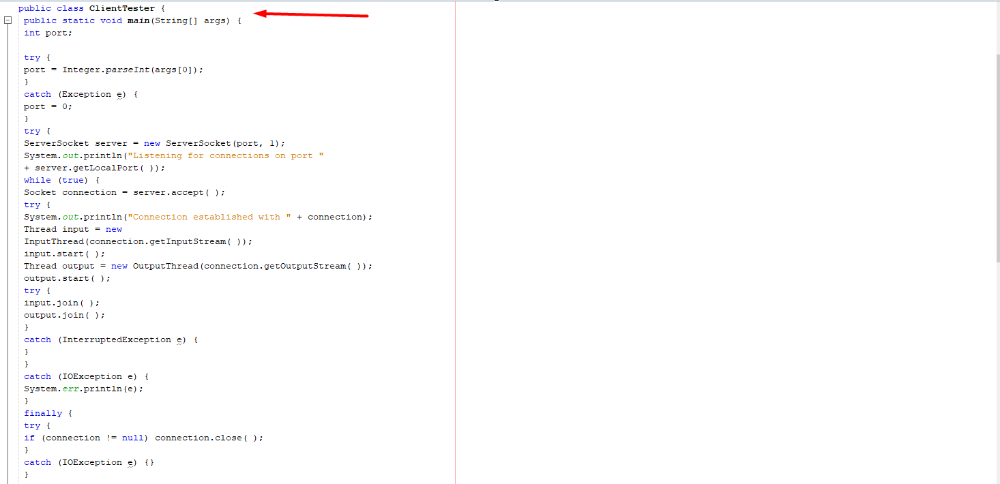 public class ClientTester {
public static void main(String[] args) {
int port;
try {
port = Integer.parseInt(args[0]);
}
catch (Exception e) {
port = 0;
}
try {
ServerSocket server = new ServerSocket(port, 1);
System.out.println("Listening for connections on port "
+ server.getLocalPort( ));
while (true) {
Socket connection = server.accept( );
try {
System.out.println("Connection established with " + connection);
Thread input = new
InputThread(connection.getInputStream( ));
input.start( );
Thread output = new OutputThread(connection.getOutputStream( ));
output.start( );
try {
input.join( );
output.join( );
}
catch (InterruptedException e) {
}
}
catch (IOException e) {
System.err.println(e);
}
finally {
try {
if (connection != null) connection.close( );
}
catch (IOException e) {}
}